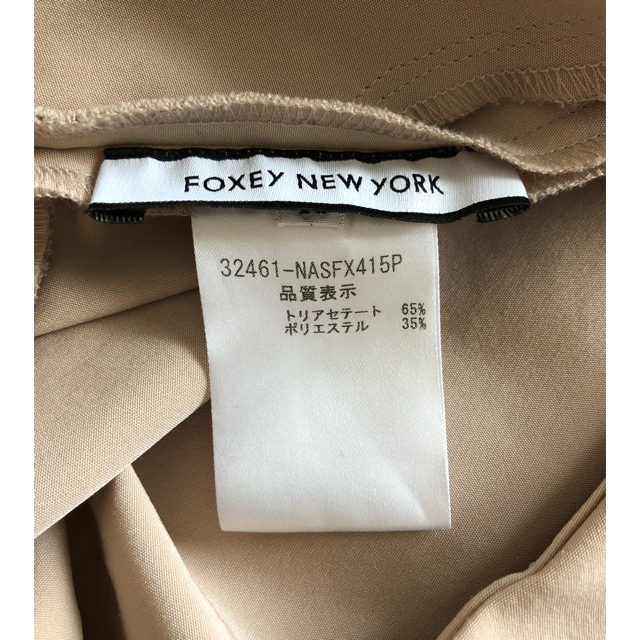 FOXEY NEW YORK
32461-NASFX415P
品質表示
トリアセテート 65%
ポリエステル 35%